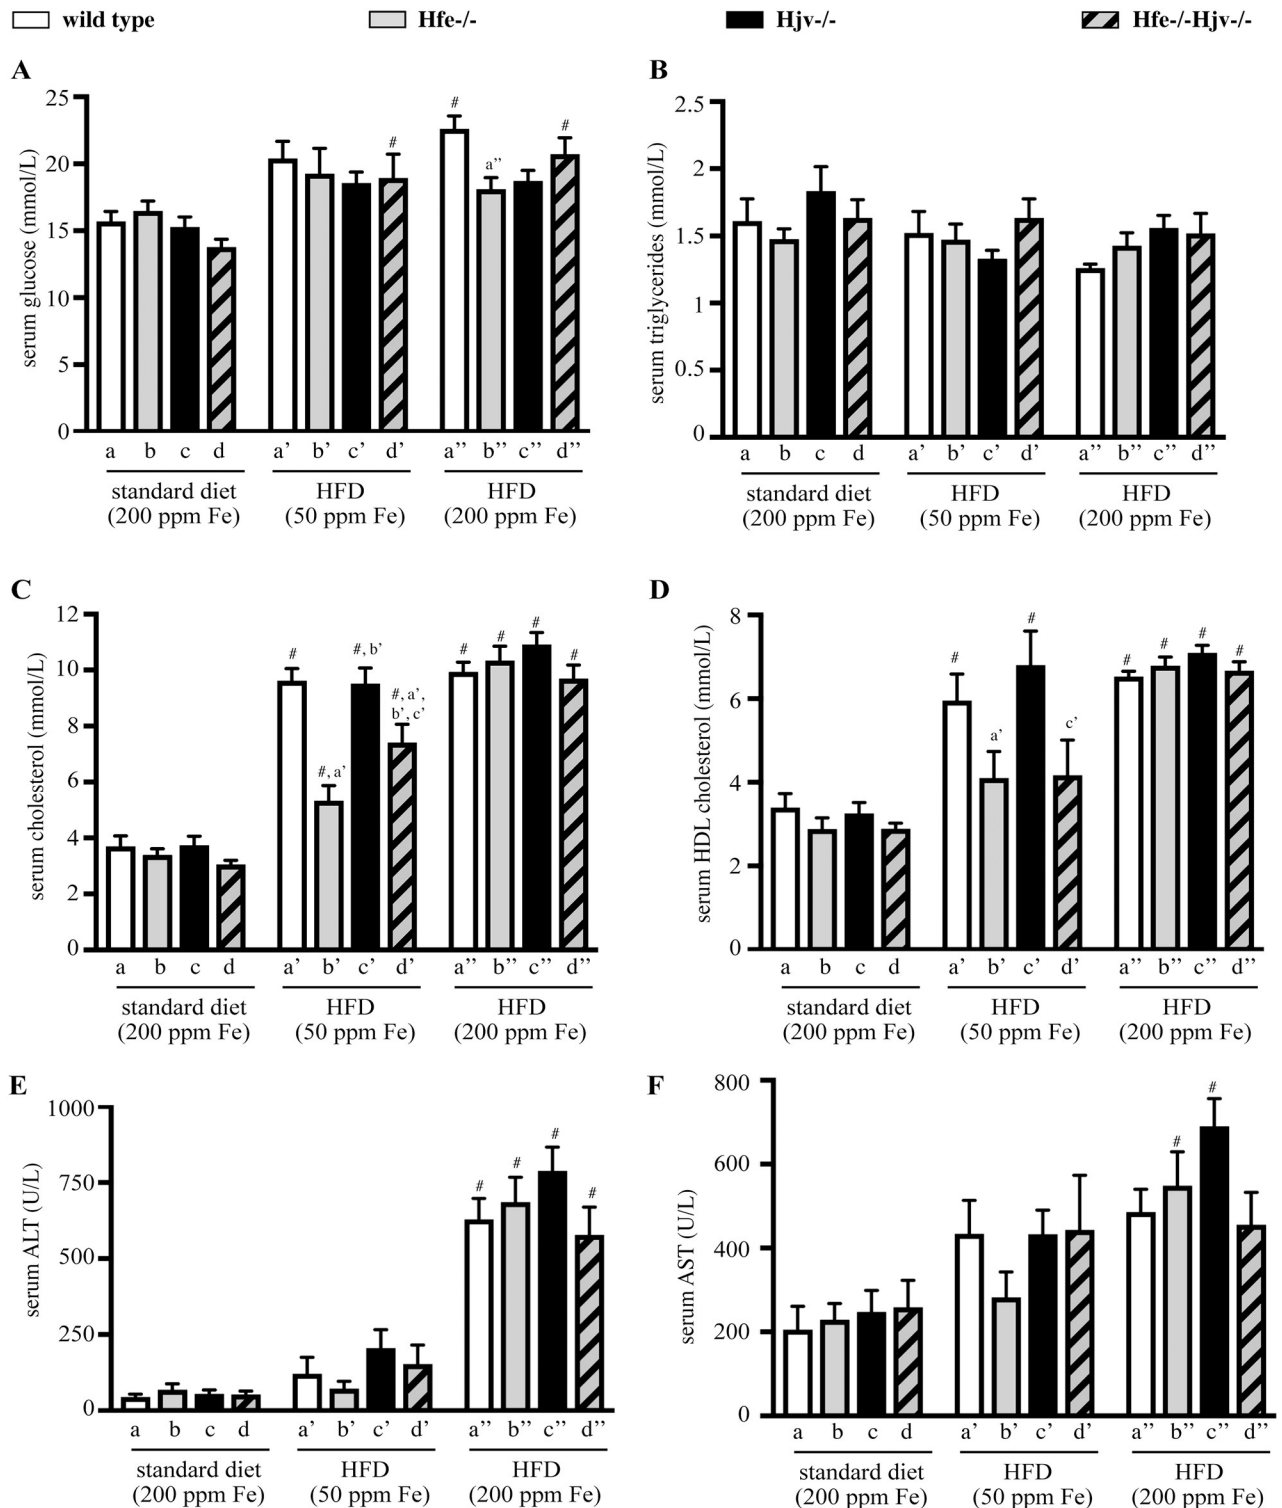 wild type Hfe-/- Hjv-/- Hfe-/-Hjv-/-
A
serum glucose (mmol/L)
25
20
15
10
5
0
#
#
a’’
#
a b c d a’ b’ c’ d’ a’’ b’’ c’’ d’’
standard diet HFD HFD
(200 ppm Fe) (50 ppm Fe) (200 ppm Fe)
B
serum triglycerides (mmol/L)
2.5
2
1.5
1
0.5
0
a b c d a’ b’ c’ d’ a’’ b’’ c’’ d’’
standard diet HFD HFD
(200 ppm Fe) (50 ppm Fe) (200 ppm Fe)
C
serum cholesterol (mmol/L)
12
10
8
6
4
2
0
#
#, a’
#, b’
#, a’,
b’, c’
#
#
#
#
a b c d a’ b’ c’ d’ a’’ b’’ c’’ d’’
standard diet HFD HFD
(200 ppm Fe) (50 ppm Fe) (200 ppm Fe)
D
serum HDL cholesterol (mmol/L)
8
6
4
2
0
#
a’
#
c’
#
#
#
#
a b c d a’ b’ c’ d’ a’’ b’’ c’’ d’’
standard diet HFD HFD
(200 ppm Fe) (50 ppm Fe) (200 ppm Fe)
E
serum ALT (U/L)
1000
750
500
250
0
#
#
#
#
a b c d a’ b’ c’ d’ a’’ b’’ c’’ d’’
standard diet HFD HFD
(200 ppm Fe) (50 ppm Fe) (200 ppm Fe)
F
serum AST (U/L)
800
600
400
200
0
#
#
a b c d a’ b’ c’ d’ a’’ b’’ c’’ d’’
standard diet HFD HFD
(200 ppm Fe) (50 ppm Fe) (200 ppm Fe)